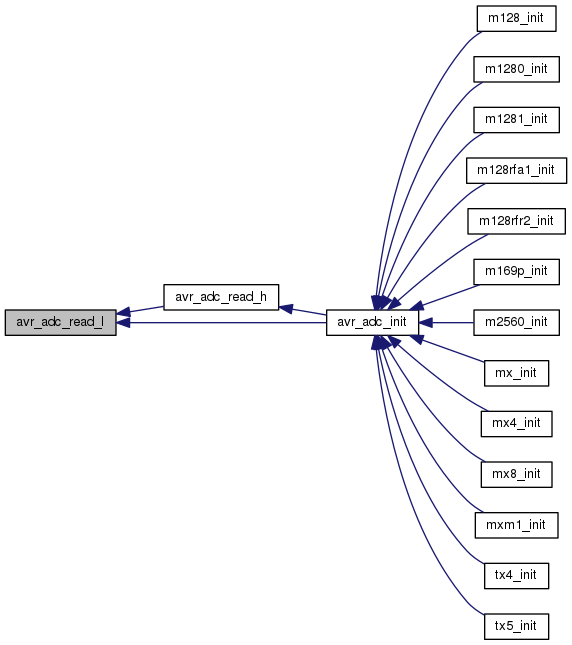 m128_init
m1280_init
m1281_init
m128rfa1_init
m128rfr2_init
m169p_init
avr_adc_read_h
avr_adc_read_l
avr_adc_init
m2560_init
mx_init
mx4_init
mx8_init
mxm1_init
tx4_init
tx5_init